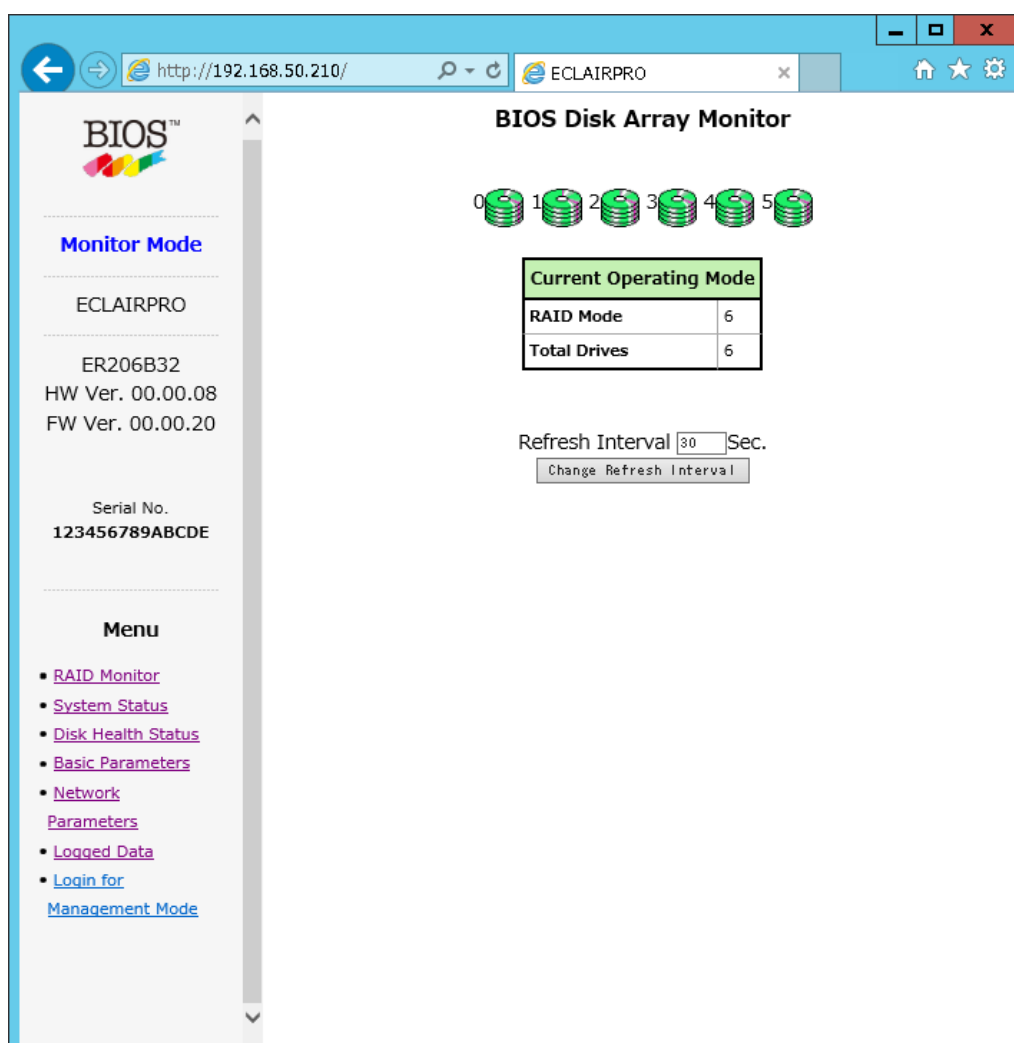 http://192.168.50.210/
ECLAIRPRO
BIOS™
Monitor Mode
ECLAIRPRO
ER206B32
HW Ver. 00.00.08
FW Ver. 00.00.20
Serial No.
123456789ABCDE
Menu
• RAID Monitor
• System Status
• Disk Health Status
• Basic Parameters
• Network
Parameters
• Logged Data
• Login for
Management Mode
BIOS Disk Array Monitor
0 1 2 3 4 5
Current Operating Mode
RAID Mode 6
Total Drives 6
Refresh Interval 30 Sec.
Change Refresh Interval